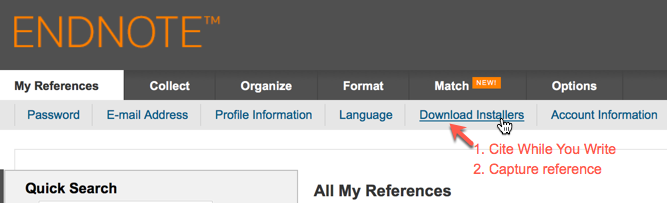 ENDNOTE™
My References Collect Organize Format Match NEW! Options
Password E-mail Address Profile Information Language Download Installers Account Information
1. Cite While You Write
2. Capture reference
Quick Search
All My References